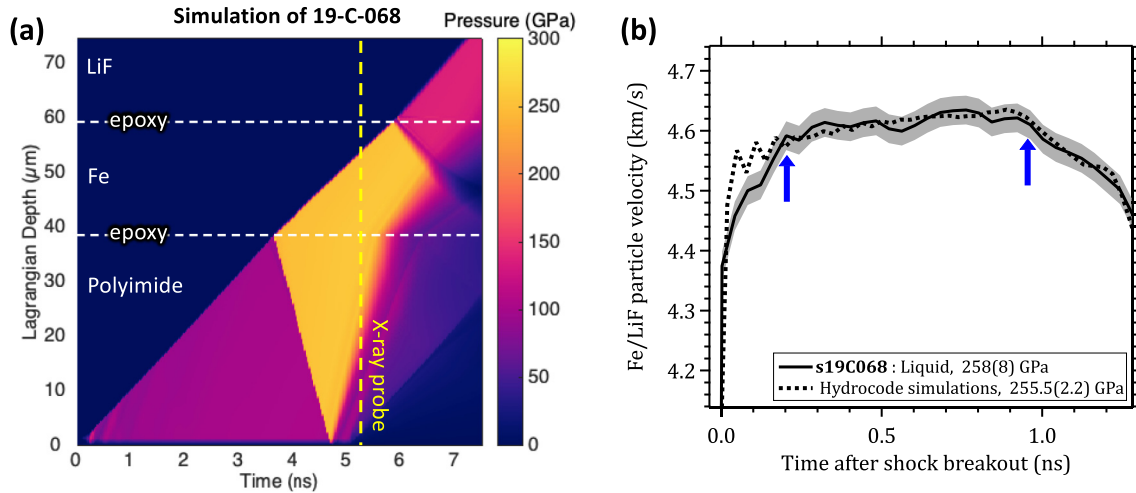 (a)
Simulation of 19-C-068
Pressure (GPa)
Lagrangian Depth (µm)
70
60
50
40
30
20
10
0
LiF
epoxy
Fe
epoxy
Polyimide
X-ray probe
0 1 2 3 4 5 6 7
Time (ns)
300
250
200
150
100
50
0
(b)
Fe/LiF particle velocity (km/s)
4.7
4.6
4.5
4.4
4.3
4.2
s19C068 : Liquid, 258(8) GPa
Hydrocode simulations, 255.5(2.2) GPa
0.0 0.5 1.0
Time after shock breakout (ns)